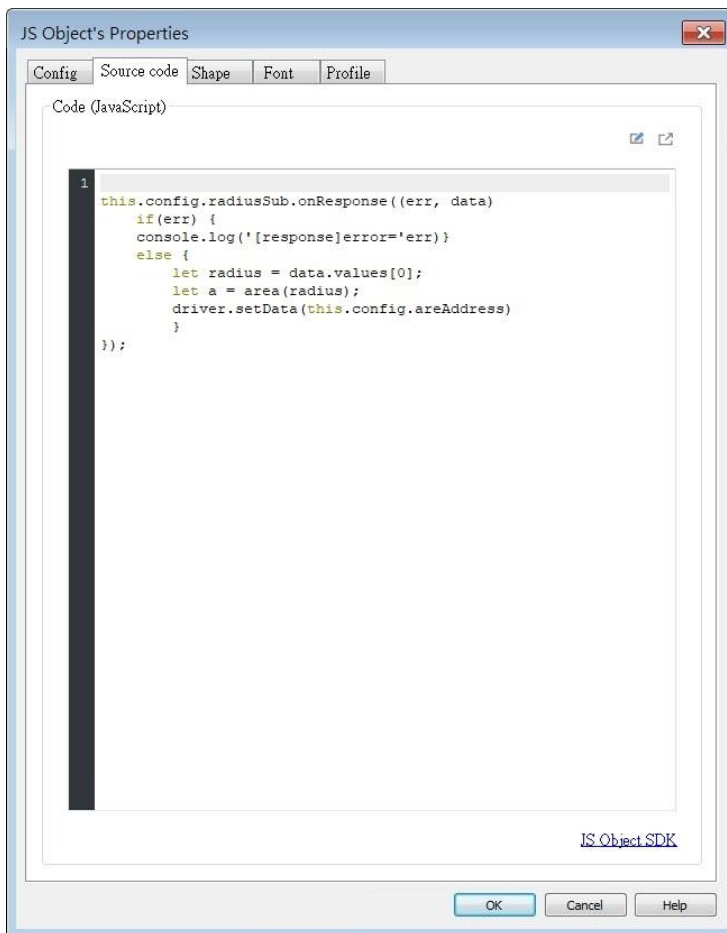 JS Object's Properties
Config Source code Shape Font Profile
Code (JavaScript)
1
this.config.radiusSub.onResponse((err, data)
if(err) {
console.log('[response]error='err)}
else {
let radius = data.values[0];
let a = area(radius);
driver.setData(this.config.areAddress)
}
});
JS Object SDK
OK Cancel Help